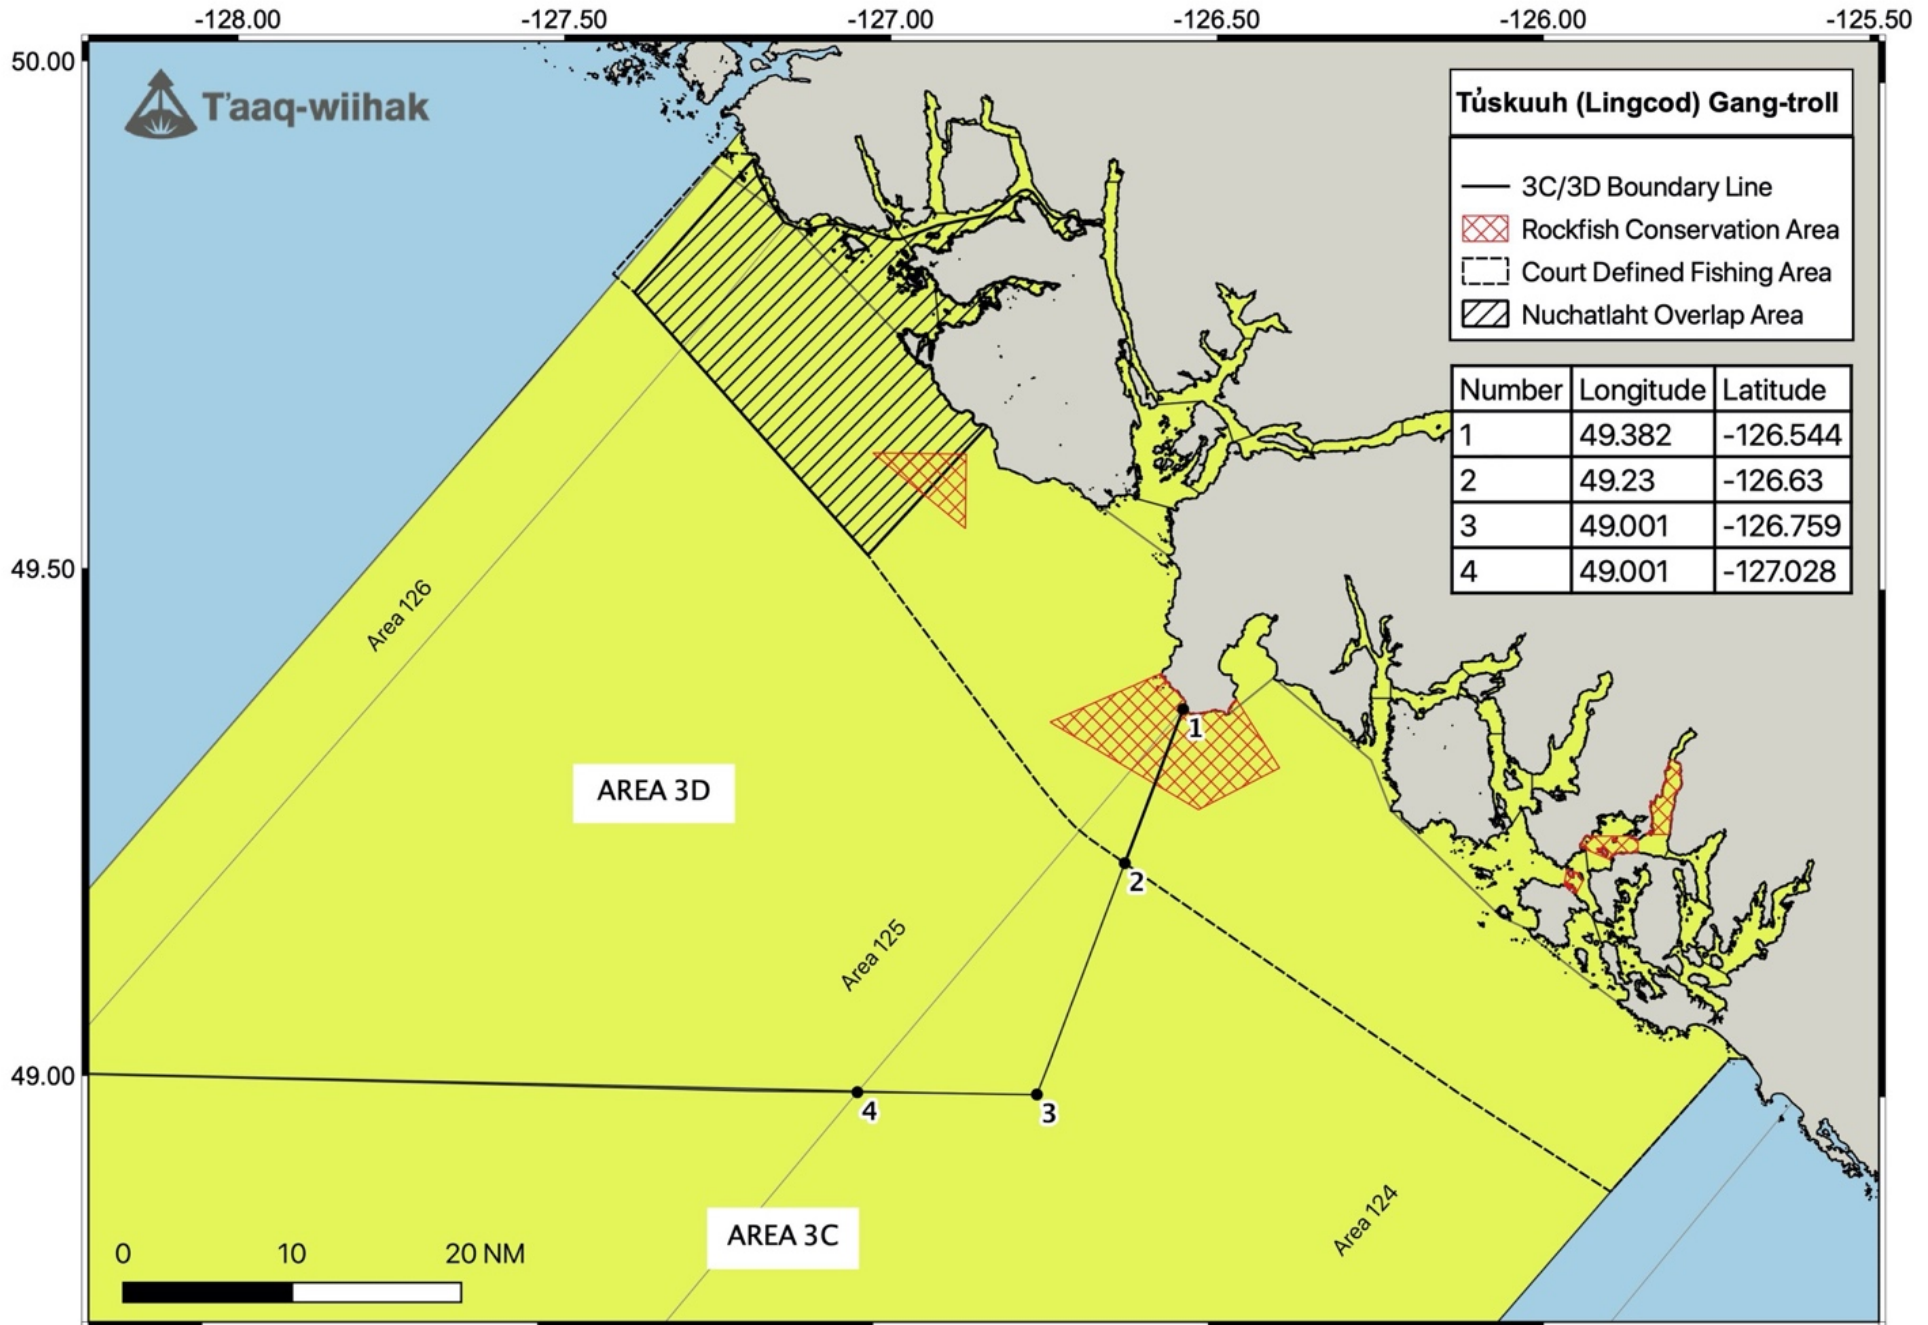 -128.00 -127.50 -127.00 -126.50 -126.00 -125.50
50.00
49.50
49.00
T'aaq-wiihak
Tu̓skuuh (Lingcod) Gang-troll
3C/3D Boundary Line
Rockfish Conservation Area
Court Defined Fishing Area
Nuchatlaht Overlap Area
Number Longitude Latitude
1 49.382 -126.544
2 49.23 -126.63
3 49.001 -126.759
4 49.001 -127.028
Area 126
AREA 3D
1
2
Area 125
4
3
Area 124
AREA 3C
0 10 20 NM